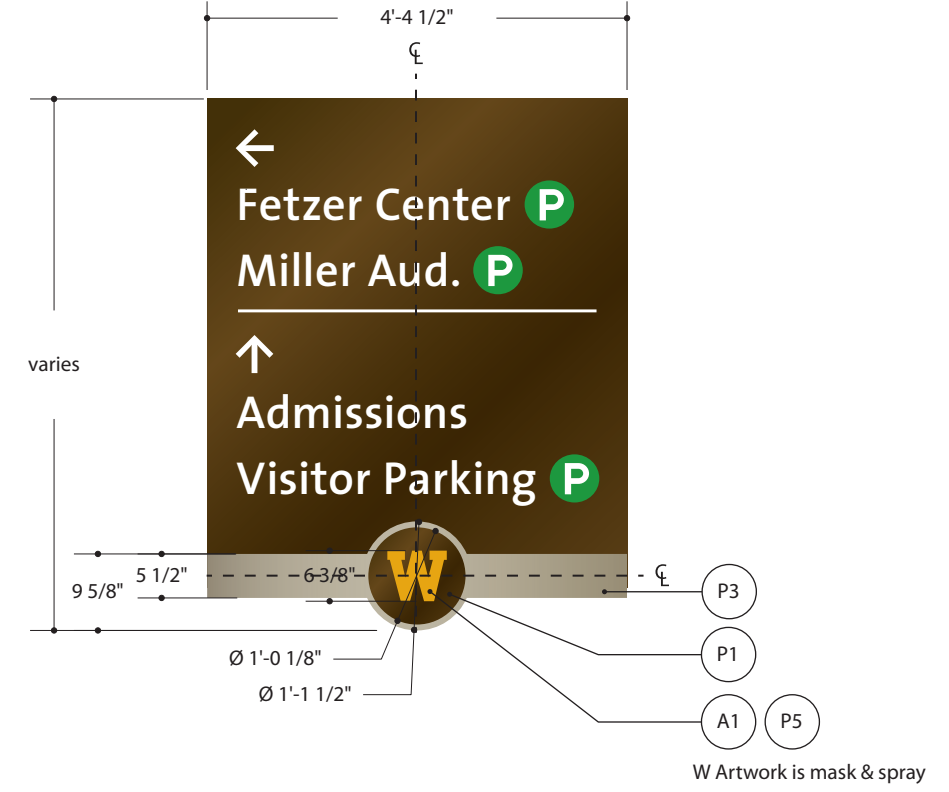 4'-4 1/2"
℄
Fetzer Center P
Miller Aud. P
varies
Admissions
Visitor Parking P
5 1/2"
6 3/8"
W
℄
9 5/8"
P3
P1
Ø 1'-0 1/8"
Ø 1'-1 1/2"
A1 P5
W Artwork is mask & spray